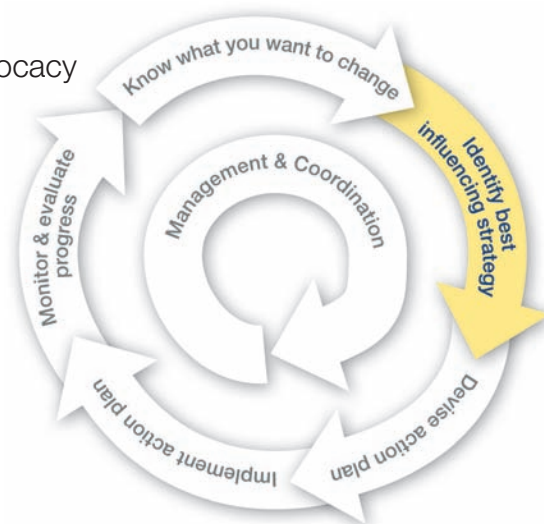 Know what you want to change
Identify best
influencing strategy
Devise action plan
Implement action plan
Monitor & evaluate
progress
Management & Coordination